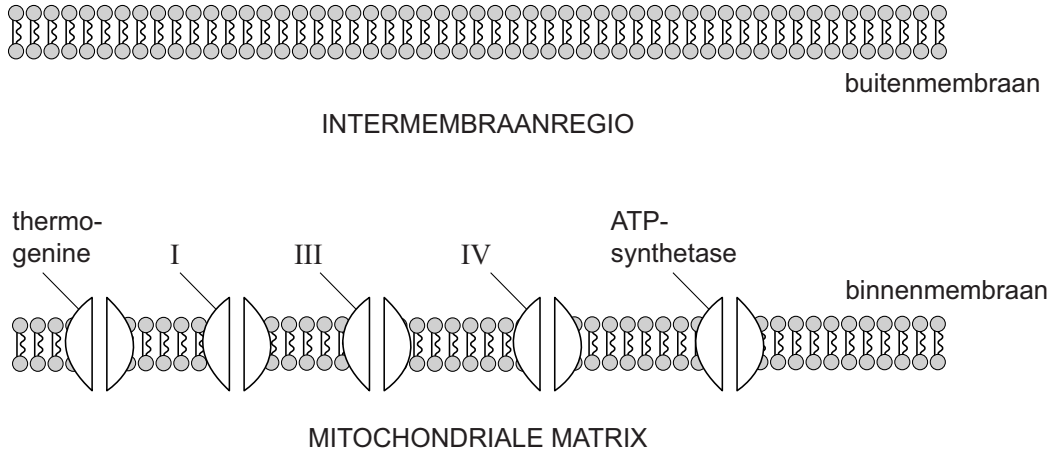 buitenmembraan
INTERMEMBRAANREGIO
thermo-
genine
I
III
IV
ATP-
synthetase
binnenmembraan
MITOCHONDRIALE MATRIX